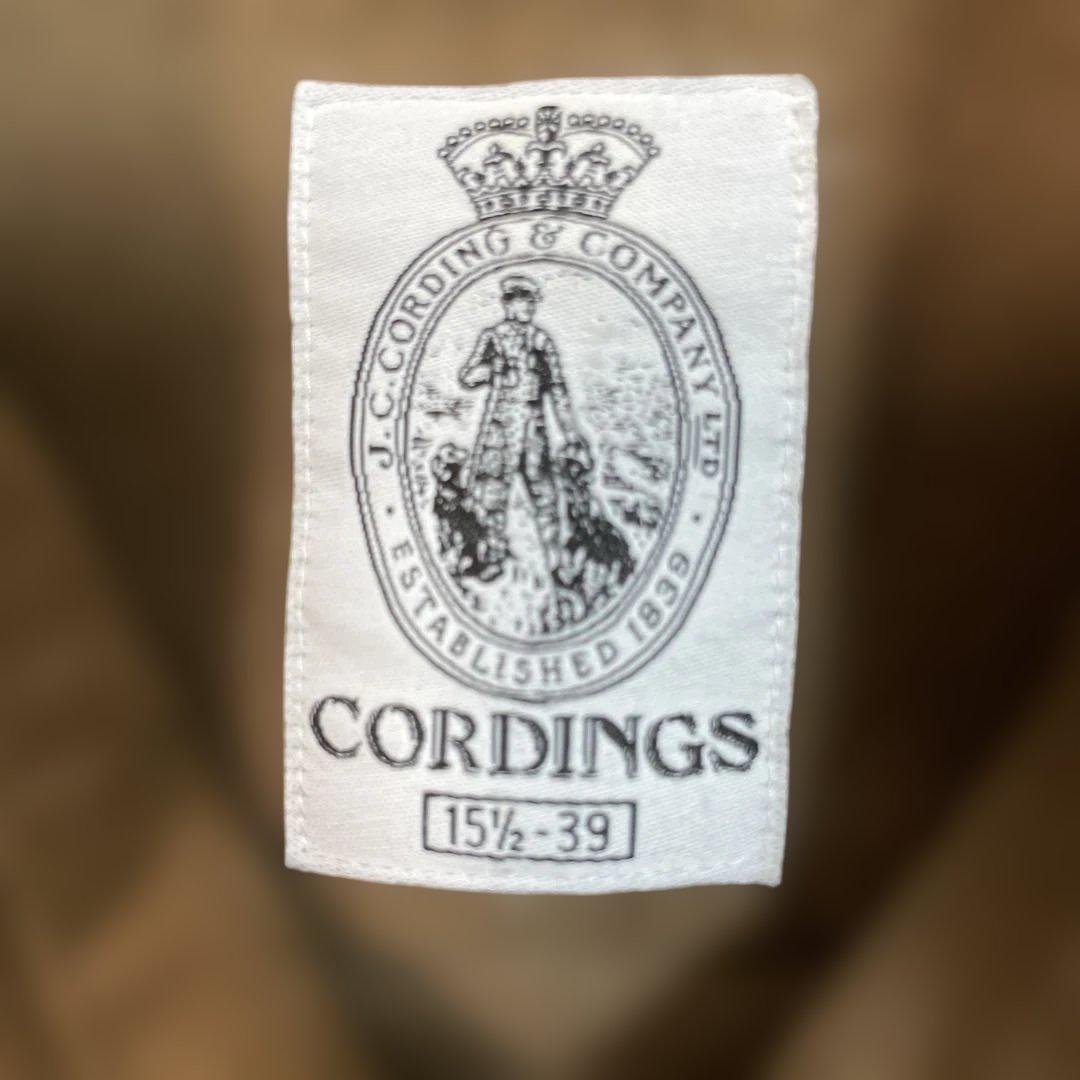 J.C. CORDING & COMPANY LTD
· ESTABLISHED 1839 ·
CORDINGS
15½-39